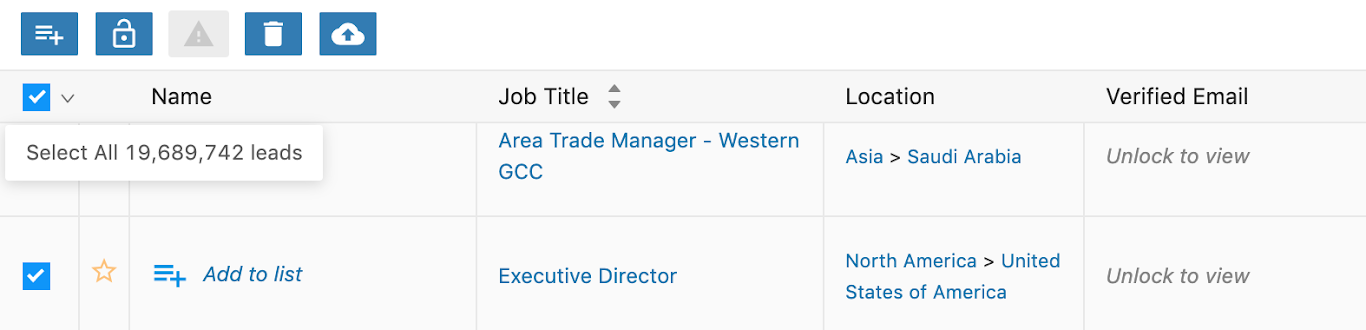 Name
Job Title
Location
Verified Email
Select All 19,689,742 leads
Area Trade Manager - Western
GCC
Asia > Saudi Arabia
Unlock to view
Add to list
Executive Director
North America > United
States of America
Unlock to view